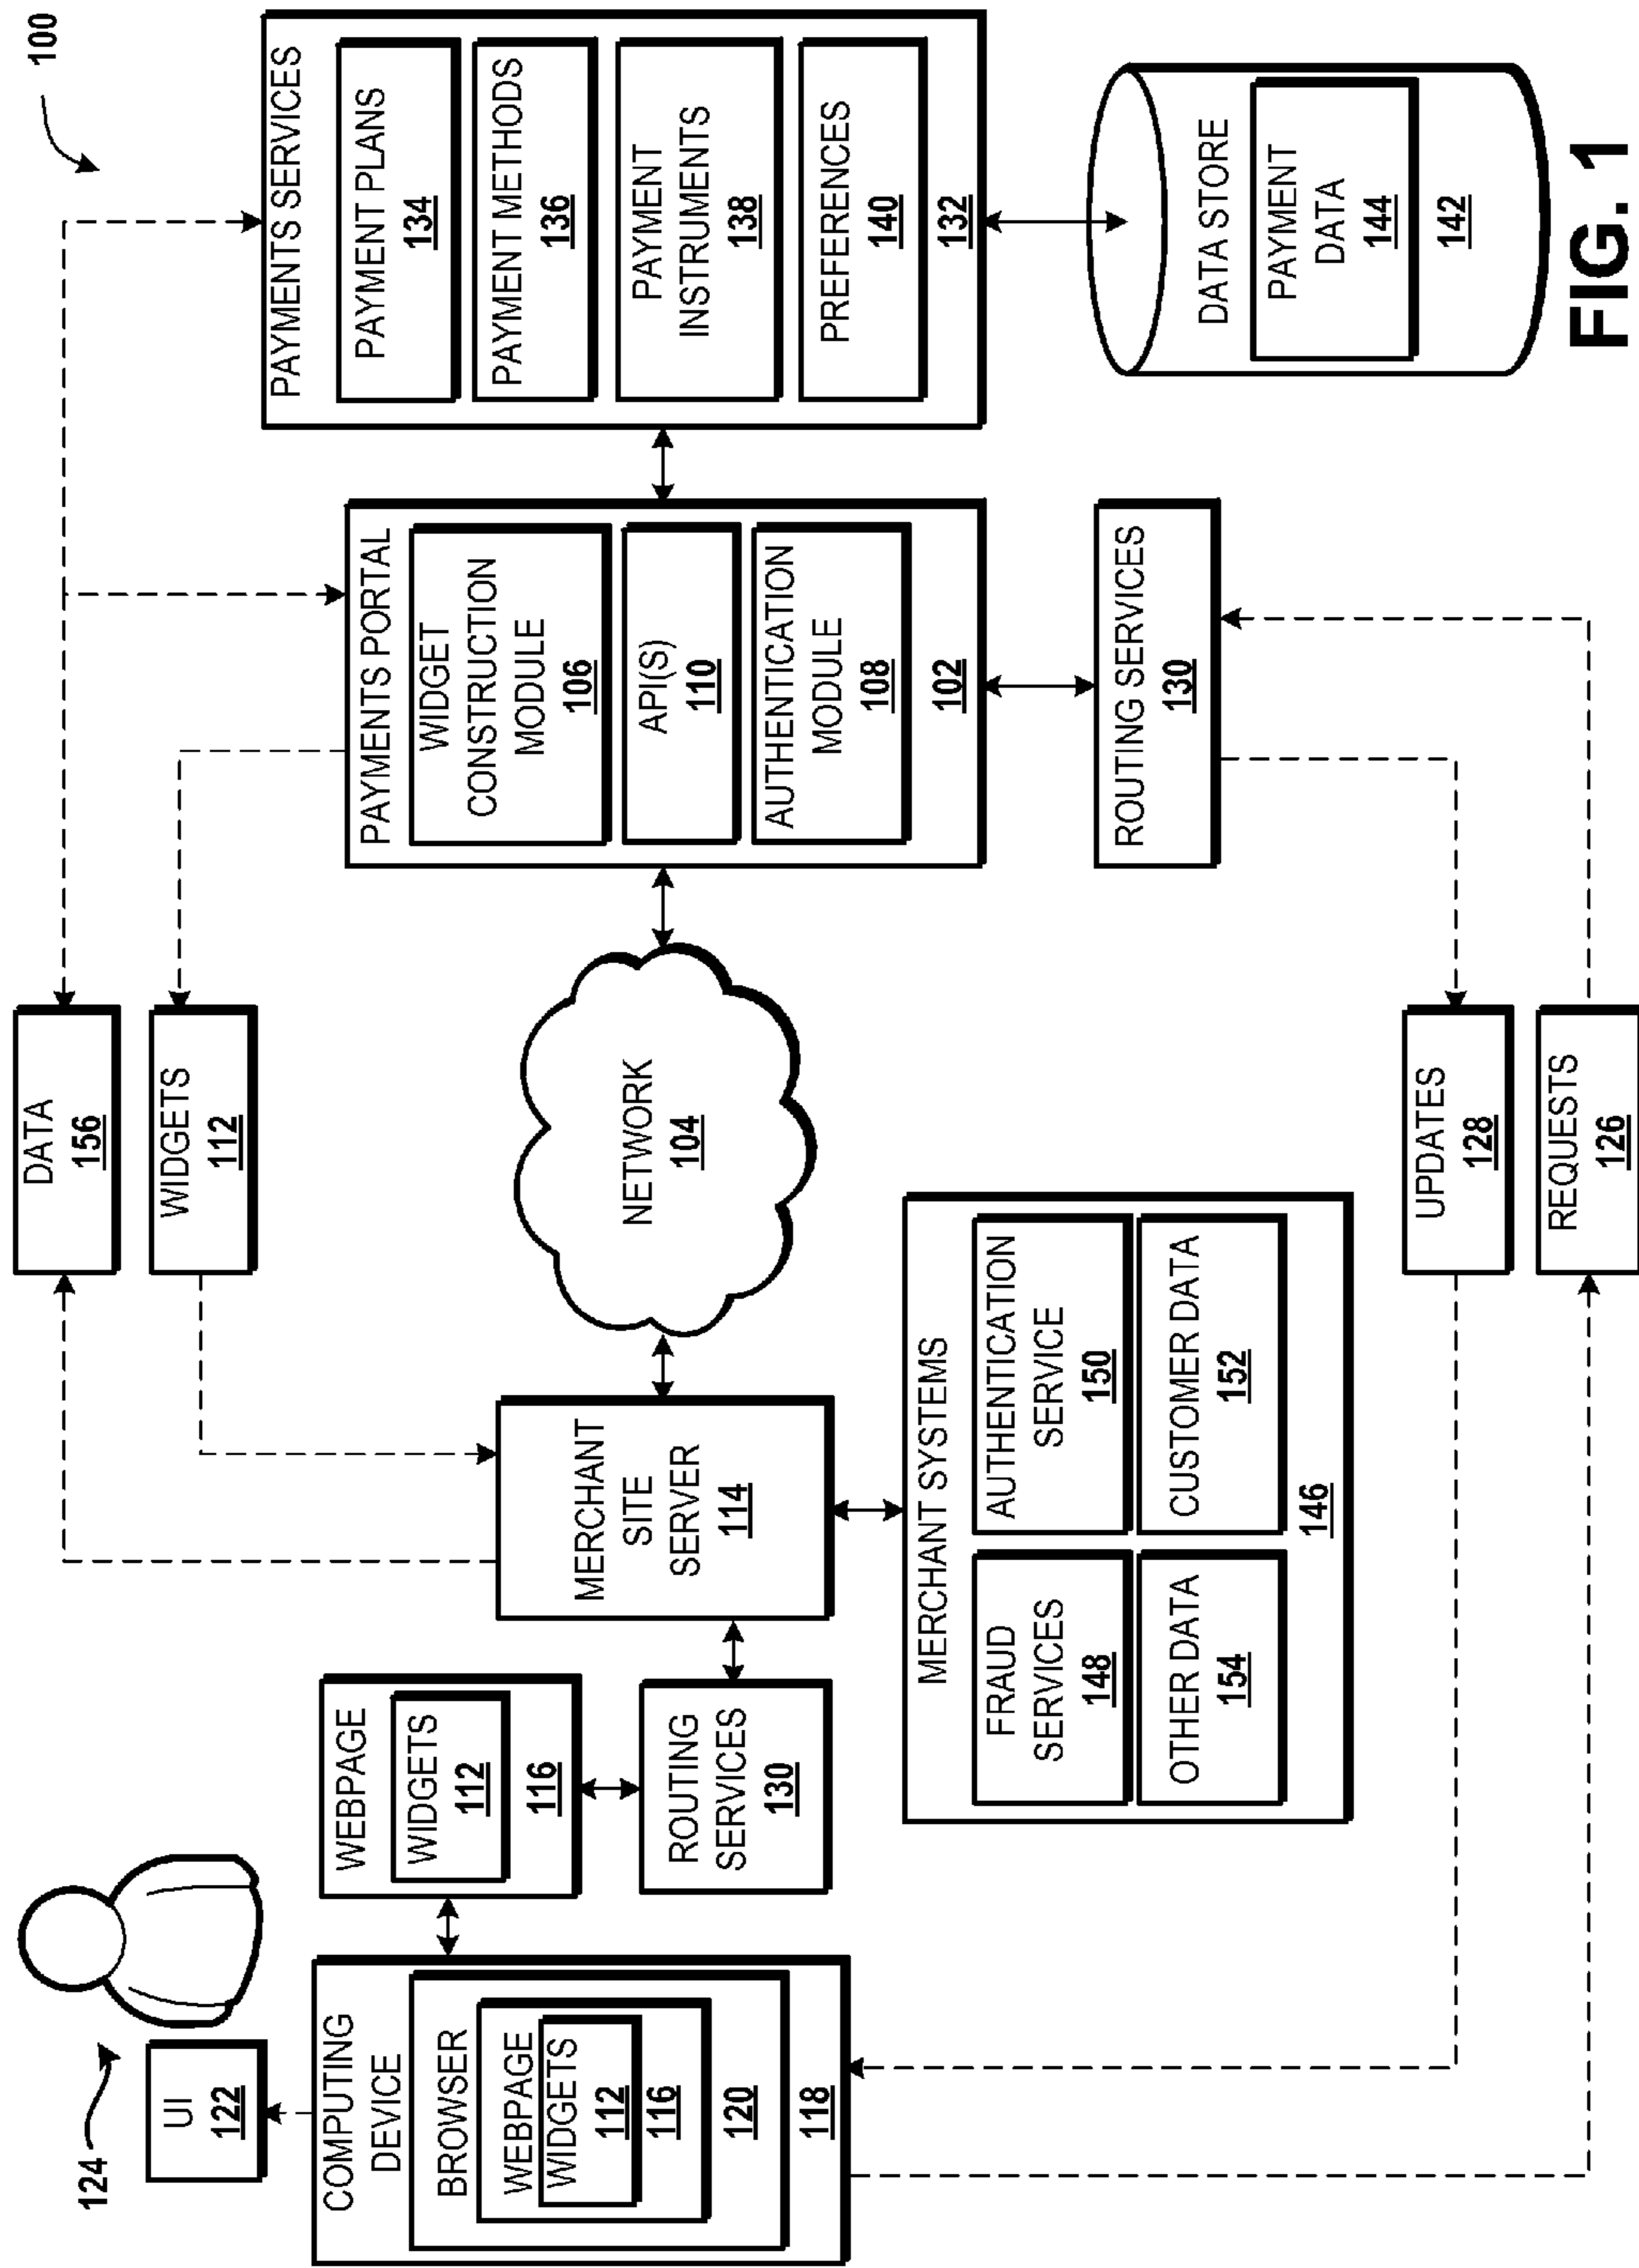 100
DATA
156
WIDGETS
112
124
UI
122
COMPUTING
DEVICE
BROWSER
WEBPAGE
WIDGETS
112
116
120
118
WEBPAGE
WIDGETS
112
116
ROUTING
SERVICES
130
MERCHANT
SITE
SERVER
114
MERCHANT SYSTEMS
FRAUD
SERVICES
148
AUTHENTICATION
SERVICE
150
OTHER DATA
154
CUSTOMER DATA
152
146
NETWORK
104
PAYMENTS PORTAL
WIDGET
CONSTRUCTION
MODULE
106
API(S)
110
AUTHENTICATION
MODULE
108
102
ROUTING SERVICES
130
PAYMENTS SERVICES
PAYMENT PLANS
134
PAYMENT METHODS
136
PAYMENT
INSTRUMENTS
138
PREFERENCES
140
132
DATA STORE
PAYMENT
DATA
144
142
UPDATES
128
REQUESTS
126
FIG. 1